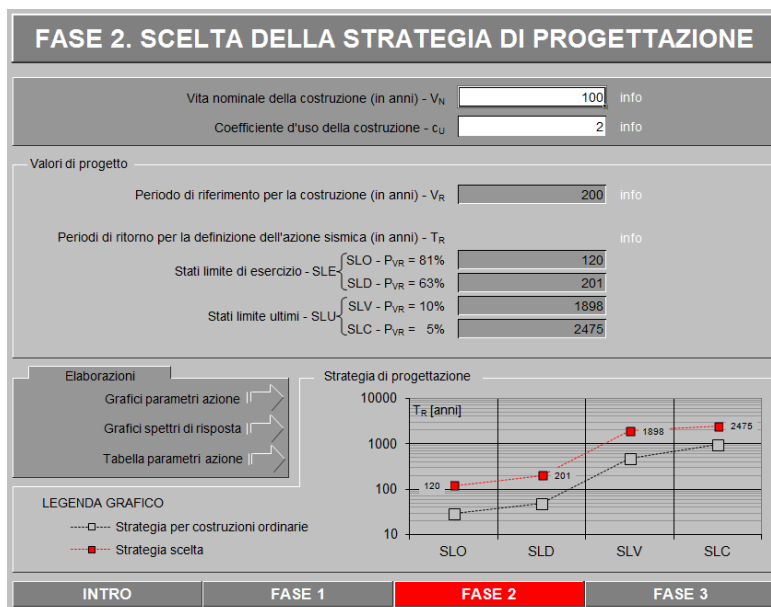 FASE 2. SCELTA DELLA STRATEGIA DI PROGETTAZIONE
Vita nominale della costruzione (in anni) - VN 100 info
Coefficiente d'uso della costruzione - cU 2 info
Valori di progetto
Periodo di riferimento per la costruzione (in anni) - VR 200 info
Periodi di ritorno per la definizione dell'azione sismica (in anni) - TR info
Stati limite di esercizio - SLE
SLO - PVR = 81% 120
SLD - PVR = 63% 201
Stati limite ultimi - SLU
SLV - PVR = 10% 1898
SLC - PVR = 5% 2475
Elaborazioni
Grafici parametri azione
Grafici spettri di risposta
Tabella parametri azione
LEGENDA GRAFICO
Strategia per costruzioni ordinarie
Strategia scelta
Strategia di progettazione
TR [anni]
10000
1000
100
10
120
201
1898
2475
SLO SLD SLV SLC
INTRO FASE 1 FASE 2 FASE 3